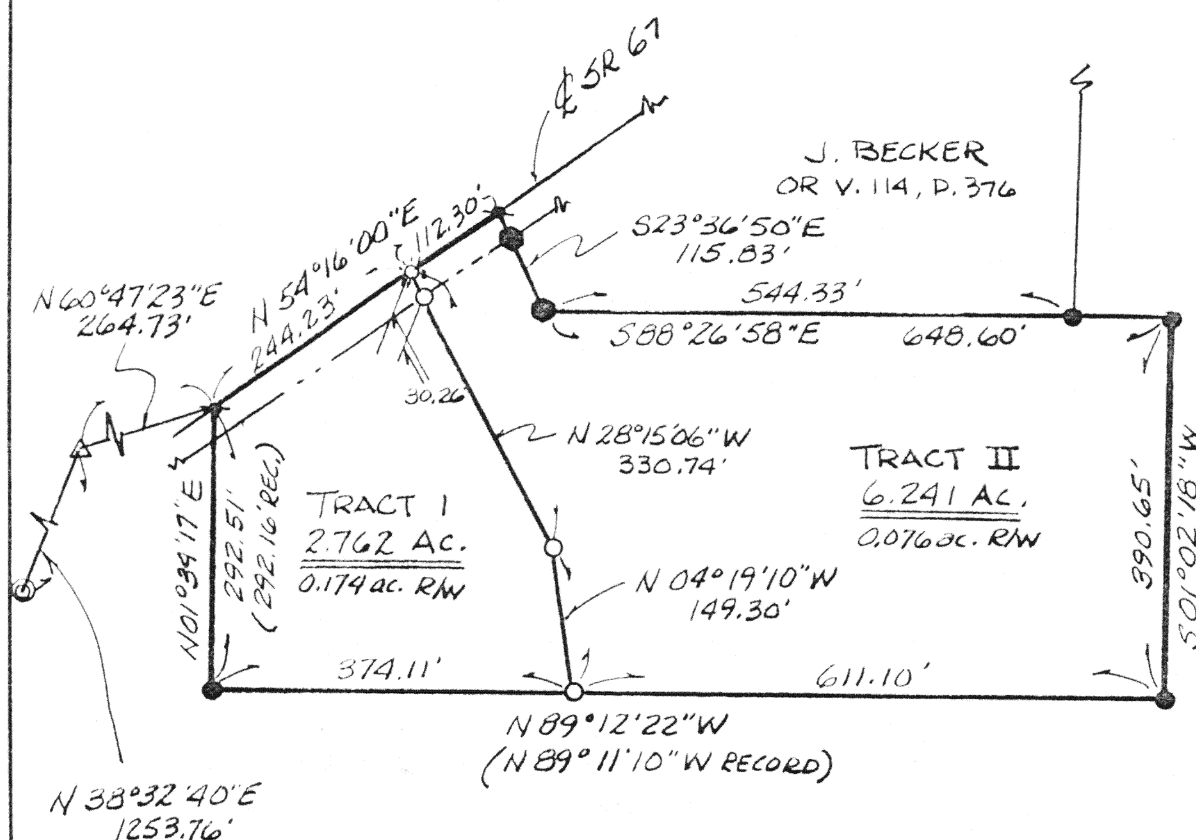 ℄ SR 67
J. BECKER
OR V. 114, P. 376
S23°36'50"E
115.83'
112.30'
N 54°16'00"E
244.23'
N 60°47'23"E
264.73'
544.33'
S88°26'58"E
648.60'
30.26'
N 28°15'06"W
330.74'
TRACT II
6.241 AC.
0.076 ac. R/W
TRACT I
2.762 AC.
0.174 ac. R/W
N01°34'17"E
292.51'
(292.16' REC.)
390.65'
S01°02'18"W
N 04°19'10"W
149.30'
374.11'
611.10'
N 89°12'22"W
(N 89°11'10"W RECORD)
N 38°32'40"E
1253.76'